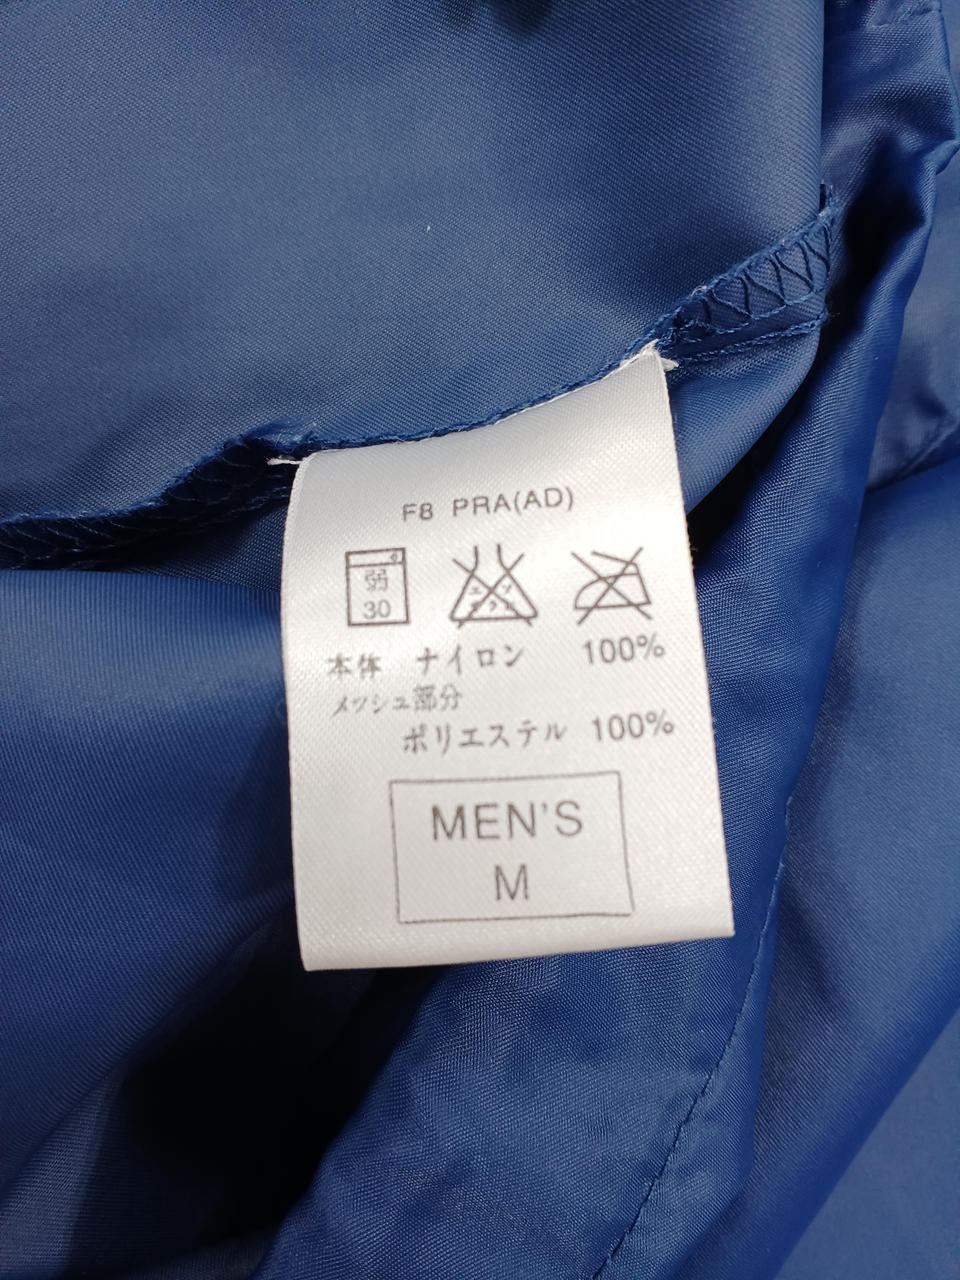 F8 PRA(AD)
弱
30
エンソ
サラシ
本体 ナイロン 100%
メッシュ部分
ポリエステル 100%
MEN'S
M